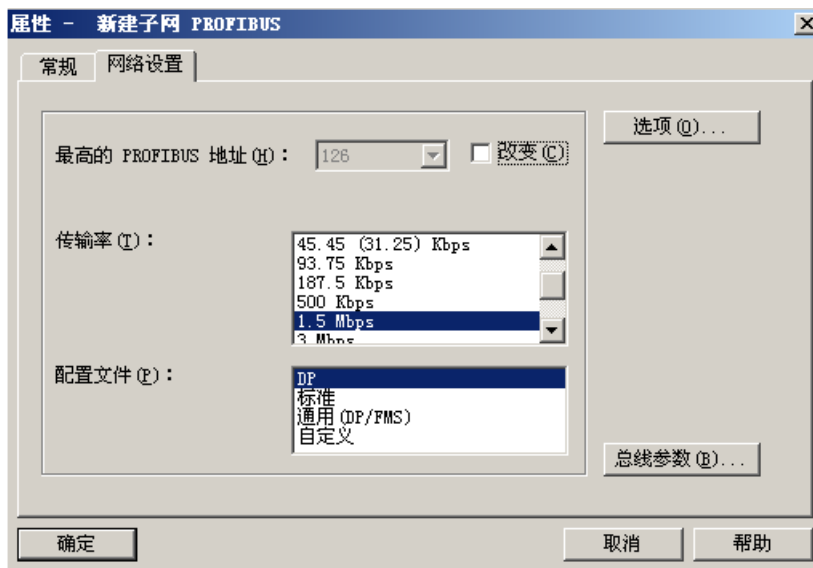 属性 - 新建子网 PROFIBUS
常规
网络设置
最高的 PROFIBUS 地址(H):
126
改变(C)
选项(O)...
传输率(T):
45.45 (31.25) Kbps
93.75 Kbps
187.5 Kbps
500 Kbps
1.5 Mbps
3 Mbps
配置文件(P):
DP
标准
通用(DP/FMS)
自定义
总线参数(B)...
确定
取消
帮助